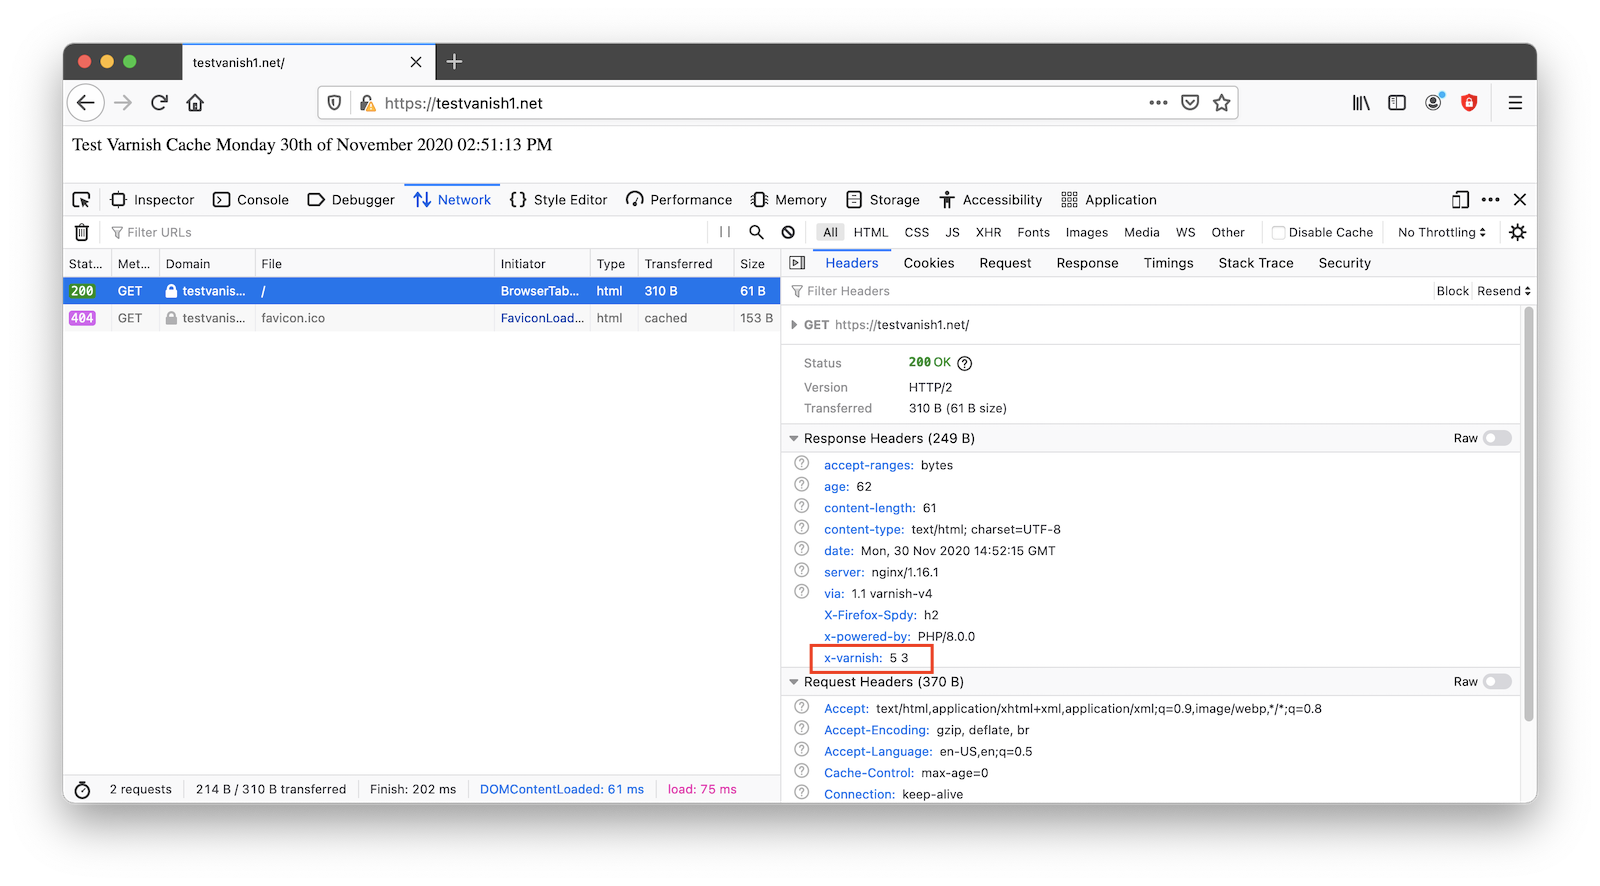 testvanish1.net/
https://testvanish1.net
Test Varnish Cache Monday 30th of November 2020 02:51:13 PM
Inspector Console Debugger Network Style Editor Performance Memory Storage Accessibility Application
Filter URLs All HTML CSS JS XHR Fonts Images Media WS Other Disable Cache No Throttling
Stat... Met... Domain File Initiator Type Transferred Size
200 GET testvanis... / BrowserTab... html 310 B 61 B
404 GET testvanis... favicon.ico FaviconLoad... html cached 153 B
Headers Cookies Request Response Timings Stack Trace Security
Filter Headers Block Resend
GET https://testvanish1.net/
Status 200 OK
Version HTTP/2
Transferred 310 B (61 B size)
Response Headers (249 B) Raw
accept-ranges: bytes
age: 62
content-length: 61
content-type: text/html; charset=UTF-8
date: Mon, 30 Nov 2020 14:52:15 GMT
server: nginx/1.16.1
via: 1.1 varnish-v4
X-Firefox-Spdy: h2
x-powered-by: PHP/8.0.0
x-varnish: 5 3
Request Headers (370 B) Raw
Accept: text/html,application/xhtml+xml,application/xml;q=0.9,image/webp,*/*;q=0.8
Accept-Encoding: gzip, deflate, br
Accept-Language: en-US,en;q=0.5
Cache-Control: max-age=0
Connection: keep-alive
2 requests 214 B / 310 B transferred Finish: 202 ms DOMContentLoaded: 61 ms load: 75 ms